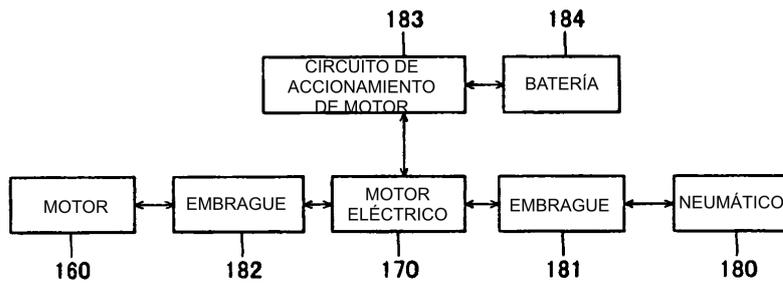 183
184
CIRCUITO DE
ACCIONAMIENTO
DE MOTOR
BATERÍA
MOTOR
EMBRAGUE
MOTOR
ELÉCTRICO
EMBRAGUE
NEUMÁTICO
160
182
170
181
180